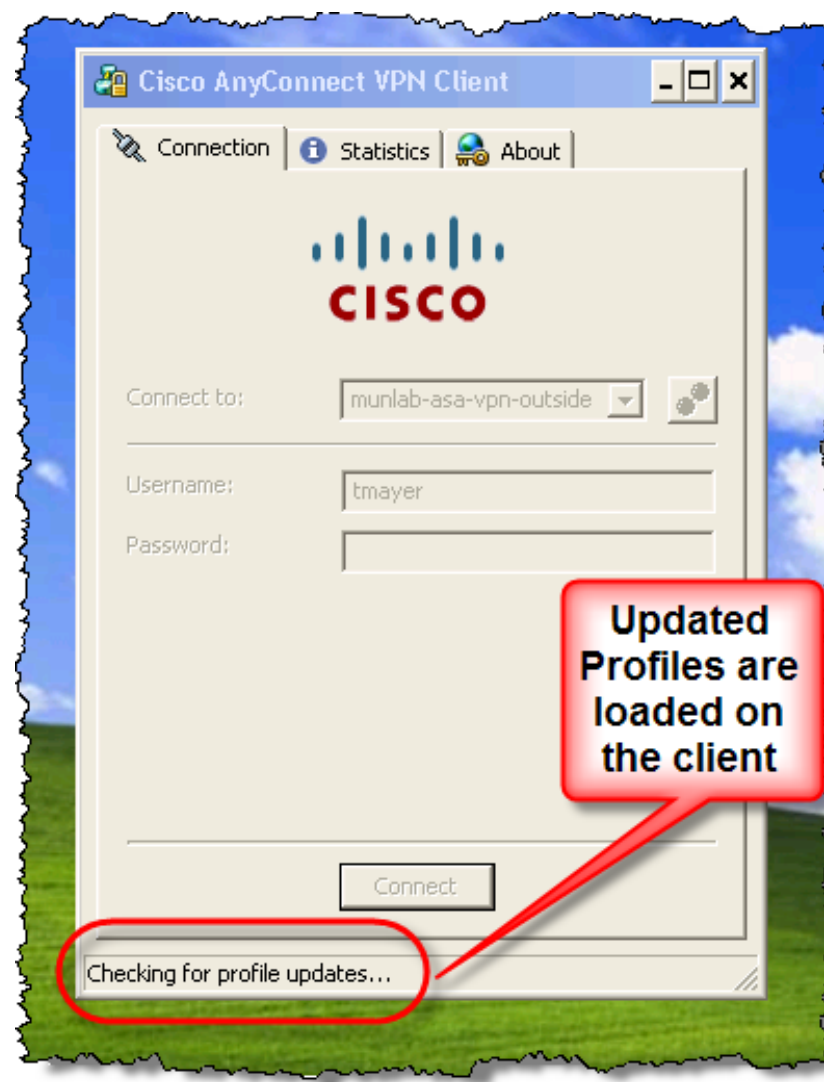 Cisco AnyConnect VPN Client
Connection
Statistics
About
CISCO
Connect to:
munlab-asa-vpn-outside
Username:
tmayer
Password:
Updated
Profiles are
loaded on
the client
Connect
Checking for profile updates...